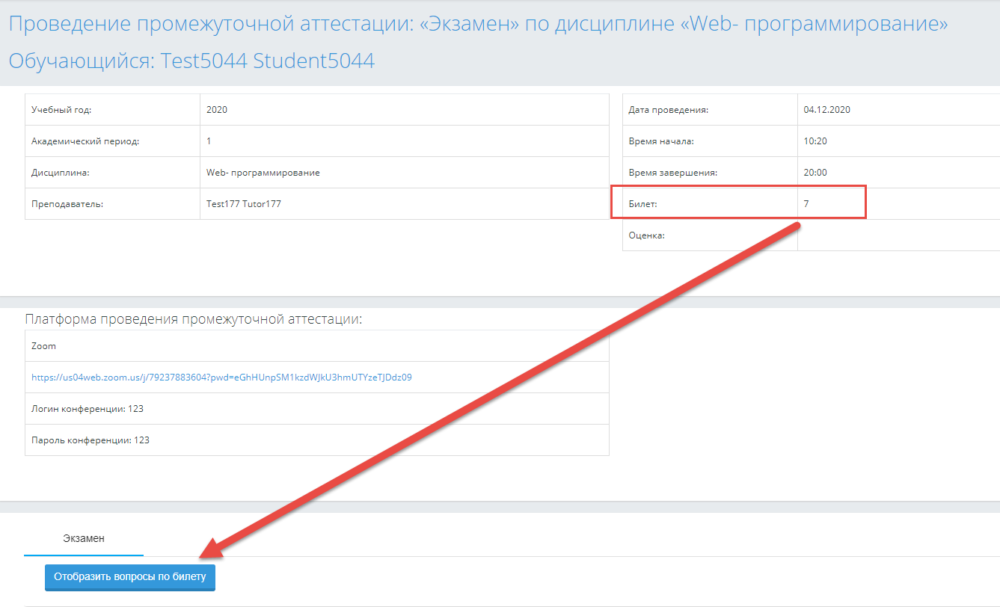 Проведение промежуточной аттестации: «Экзамен» по дисциплине «Web- программирование»
Обучающийся: Test5044 Student5044
Учебный год: 2020
Академический период: 1
Дисциплина: Web- программирование
Преподаватель: Test177 Tutor177
Дата проведения: 04.12.2020
Время начала: 10:20
Время завершения: 20:00
Билет: 7
Оценка:
Платформа проведения промежуточной аттестации:
Zoom
https://us04web.zoom.us/j/79237883604?pwd=eGhHUnpSM1kzdWJkU3hmUTYzeTJDdz09
Логин конференции: 123
Пароль конференции: 123
Экзамен
Отобразить вопросы по билету